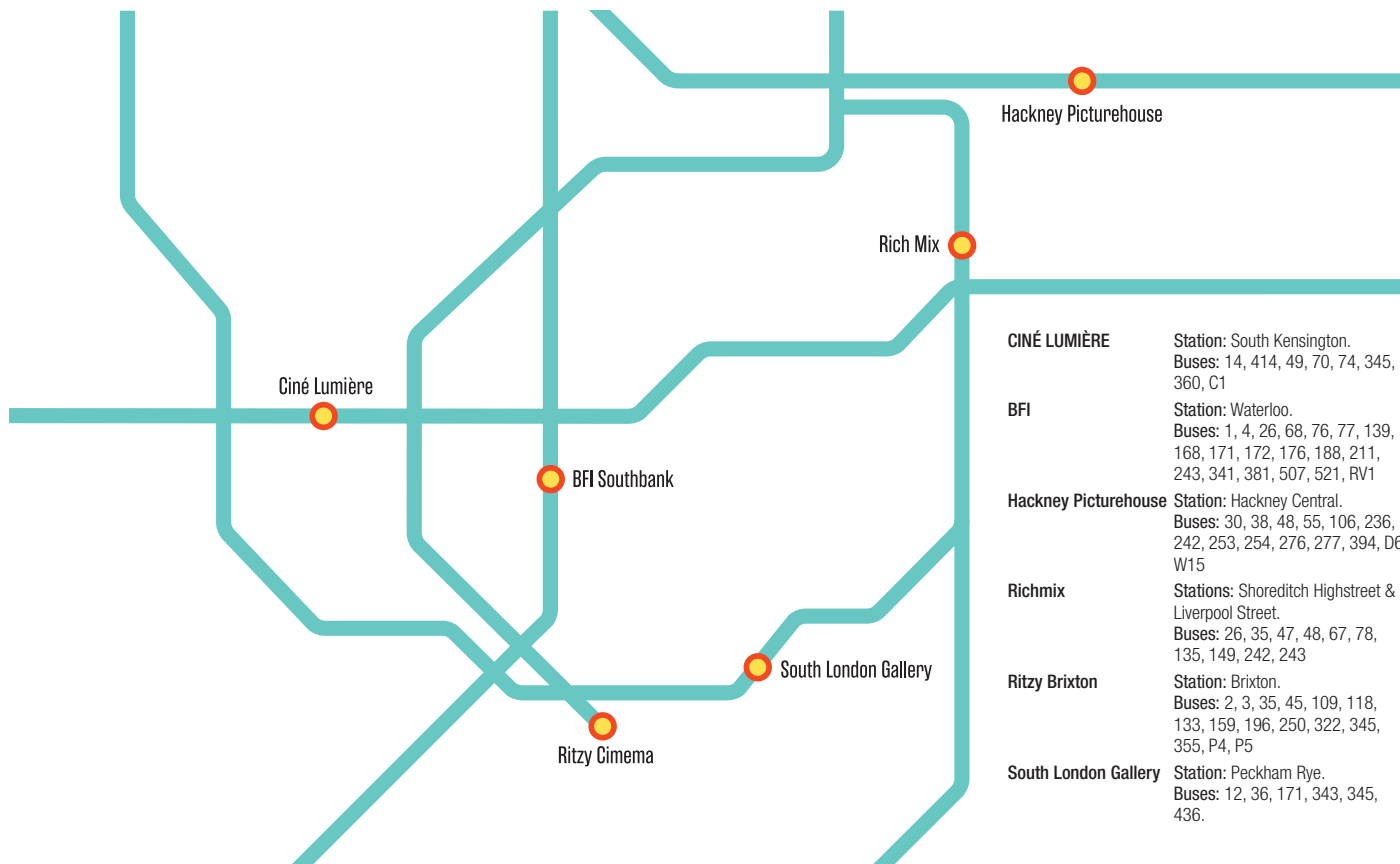 Hackney Picturehouse
Rich Mix
Ciné Lumière
BFI Southbank
South London Gallery
Ritzy Cimema
CINÉ LUMIÈRE Station: South Kensington.
Buses: 14, 414, 49, 70, 74, 345,
360, C1
BFI Station: Waterloo.
Buses: 1, 4, 26, 68, 76, 77, 139,
168, 171, 172, 176, 188, 211,
243, 341, 381, 507, 521, RV1
Hackney Picturehouse Station: Hackney Central.
Buses: 30, 38, 48, 55, 106, 236,
242, 253, 254, 276, 277, 394, D6
W15
Richmix Stations: Shoreditch Highstreet &
Liverpool Street.
Buses: 26, 35, 47, 48, 67, 78,
135, 149, 242, 243
Ritzy Brixton Station: Brixton.
Buses: 2, 3, 35, 45, 109, 118,
133, 159, 196, 250, 322, 345,
355, P4, P5
South London Gallery Station: Peckham Rye.
Buses: 12, 36, 171, 343, 345,
436.